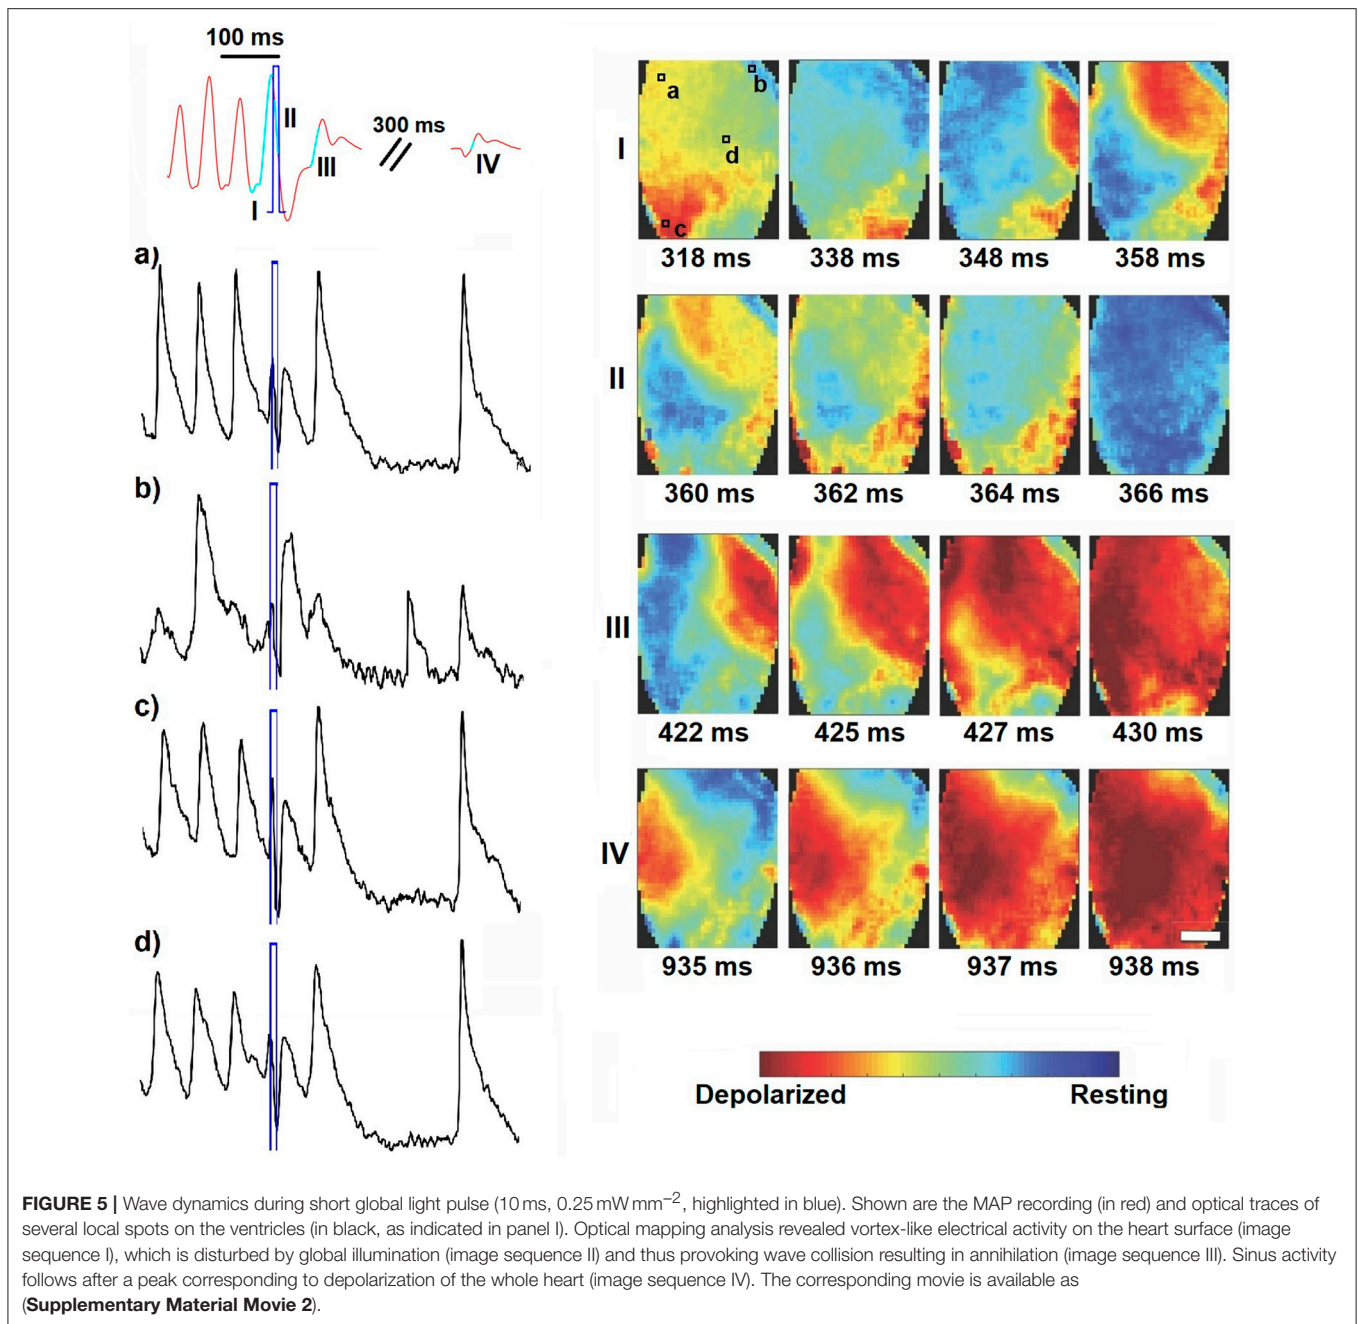 100 ms
II
300 ms
III
IV
I
a)
b)
c)
d)
a
b
d
c
I
318 ms
338 ms
348 ms
358 ms
II
360 ms
362 ms
364 ms
366 ms
III
422 ms
425 ms
427 ms
430 ms
IV
935 ms
936 ms
937 ms
938 ms
Depolarized
Resting
FIGURE 5 | Wave dynamics during short global light pulse (10 ms, 0.25 mW mm−2, highlighted in blue). Shown are the MAP recording (in red) and optical traces of
several local spots on the ventricles (in black, as indicated in panel I). Optical mapping analysis revealed vortex-like electrical activity on the heart surface (image
sequence I), which is disturbed by global illumination (image sequence II) and thus provoking wave collision resulting in annihilation (image sequence III). Sinus activity
follows after a peak corresponding to depolarization of the whole heart (image sequence IV). The corresponding movie is available as
(Supplementary Material Movie 2).